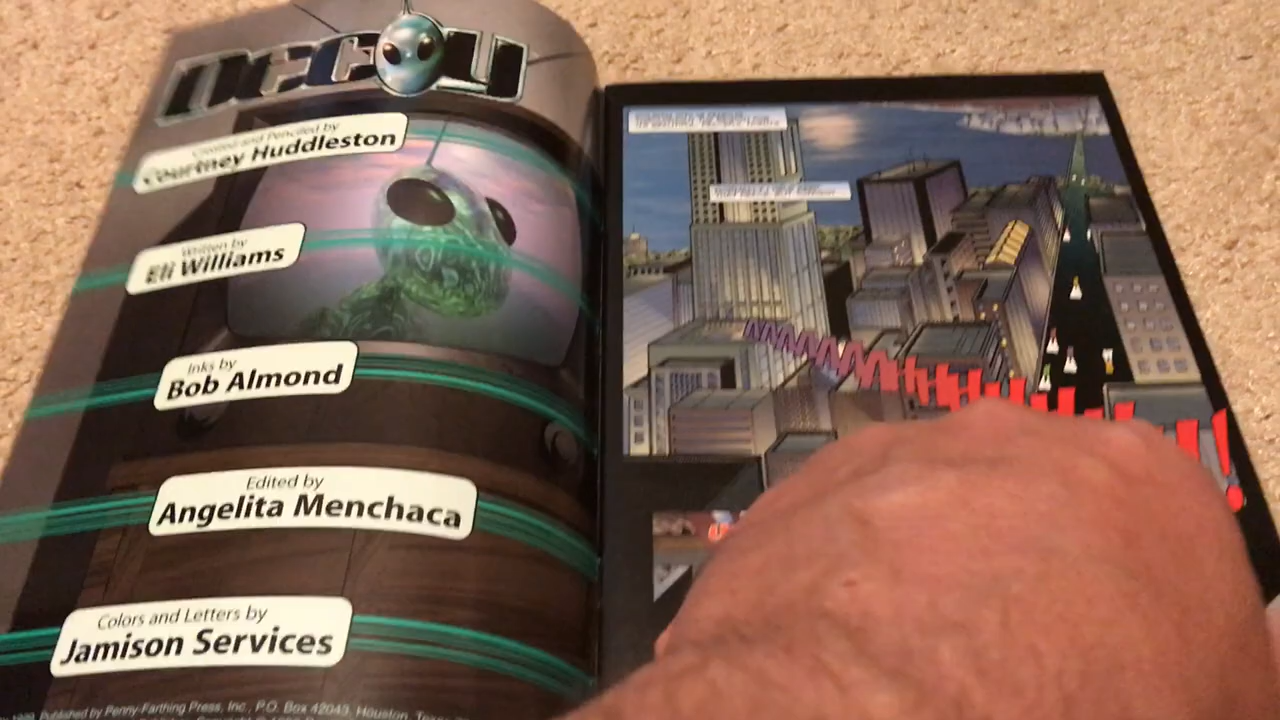 DECOY
Created and Penciled by
Courtney Huddleston
Written by
Eli Williams
Inks by
Bob Almond
Edited by
Angelita Menchaca
Colors and Letters by
Jamison Services
Published by Penny-Farthing Press, Inc., P.O. Box 42043, Houston,